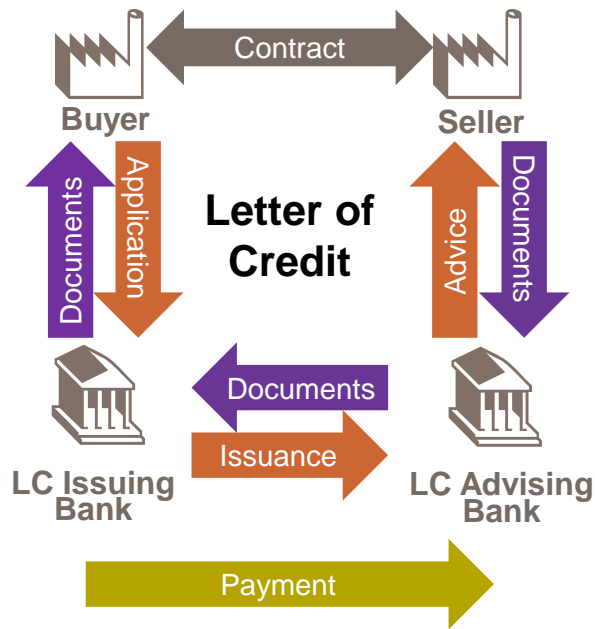 Contract
Buyer
Seller
Documents
Application
Letter of
Credit
Advice
Documents
Documents
Issuance
LC Issuing
Bank
LC Advising
Bank
Payment